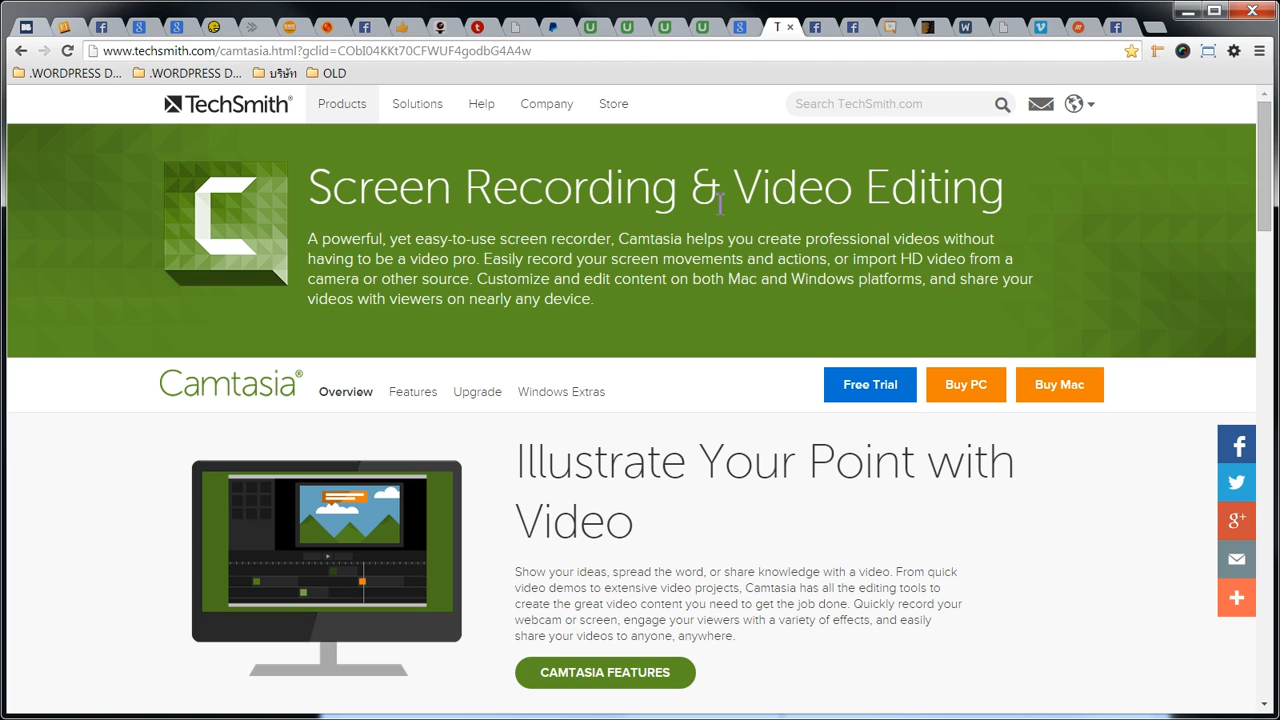 T
www.techsmith.com/camtasia.html?gclid=CObI04KKt70CFWUF4godbG4A4w
.WORDPRESS D... .WORDPRESS D... บริษัท OLD
TechSmith® Products Solutions Help Company Store Search TechSmith.com
Screen Recording & Video Editing
A powerful, yet easy-to-use screen recorder, Camtasia helps you create professional videos without
having to be a video pro. Easily record your screen movements and actions, or import HD video from a
camera or other source. Customize and edit content on both Mac and Windows platforms, and share your
videos with viewers on nearly any device.
Camtasia® Overview Features Upgrade Windows Extras Free Trial Buy PC Buy Mac
Illustrate Your Point with
Video
Show your ideas, spread the word, or share knowledge with a video. From quick
video demos to extensive video projects, Camtasia has all the editing tools to
create the great video content you need to get the job done. Quickly record your
webcam or screen, engage your viewers with a variety of effects, and easily
share your videos to anyone, anywhere.
CAMTASIA FEATURES